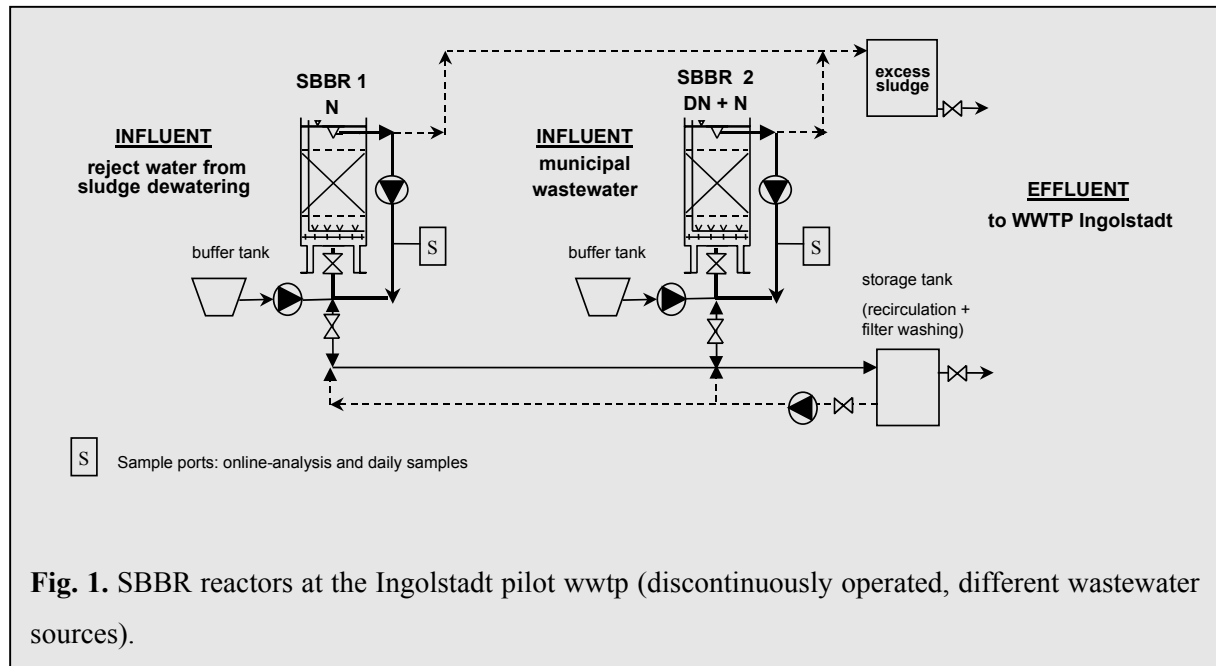 SBBR 1
N
SBBR 2
DN + N
excess
sludge
INFLUENT
reject water from
sludge dewatering
INFLUENT
municipal
wastewater
EFFLUENT
to WWTP Ingolstadt
S
S
buffer tank
buffer tank
storage tank
(recirculation +
filter washing)
S
Sample ports: online-analysis and daily samples
Fig. 1. SBBR reactors at the Ingolstadt pilot wwtp (discontinuously operated, different wastewater
sources).